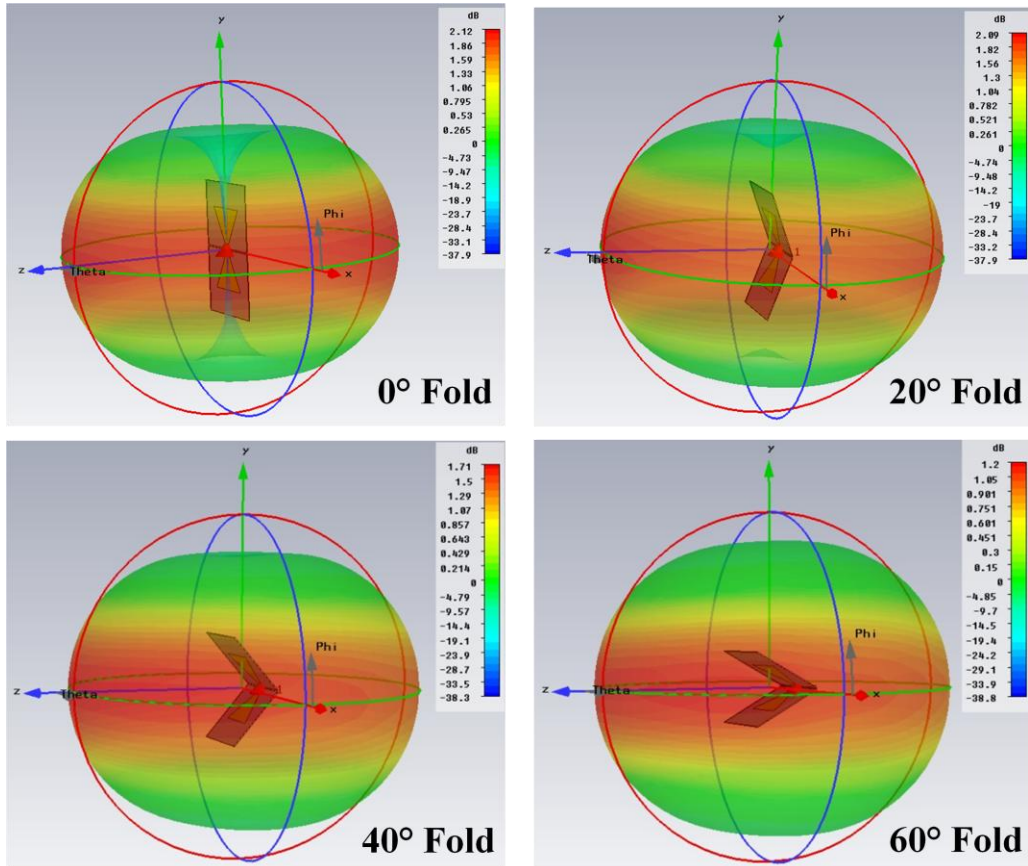 y
dB
2.12
1.86
1.59
1.33
1.06
0.795
0.53
0.265
0
-4.73
-9.47
-14.2
-18.9
-23.7
-28.4
-33.1
-37.9
Phi
z
Theta
x
0° Fold
y
dB
2.09
1.82
1.56
1.3
1.04
0.782
0.521
0.261
0
-4.74
-9.48
-14.2
-19
-23.7
-28.4
-33.2
-37.9
Phi
1
z
Theta
x
20° Fold
y
dB
1.71
1.5
1.29
1.07
0.857
0.643
0.429
0.214
0
-4.79
-9.57
-14.4
-19.1
-23.9
-28.7
-33.5
-38.3
Phi
1
z
Theta
x
40° Fold
y
dB
1.2
1.05
0.901
0.751
0.601
0.451
0.3
0.15
0
-4.85
-9.7
-14.5
-19.4
-24.2
-29.1
-33.9
-38.8
Phi
z
Theta
x
60° Fold